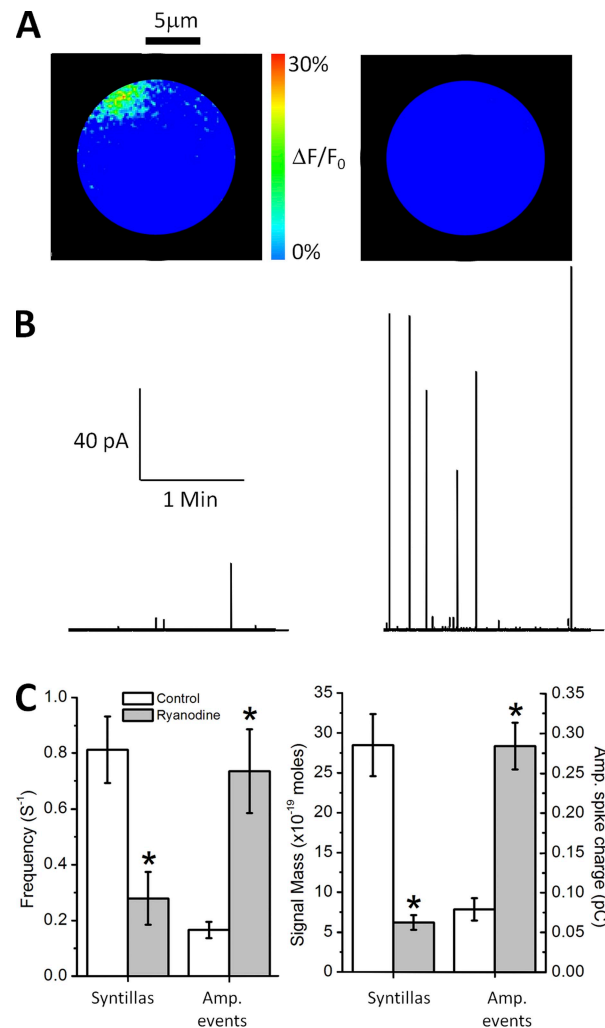 A
5μm
30%
ΔF/F0
0%
B
40 pA
1 Min
C
Control
Ryanodine
1.0
0.8
0.6
0.4
0.2
0.0
Frequency (S-1)
*
*
Syntillas
Amp.
events
35
30
25
20
15
10
5
0
Signal Mass (x10-19 moles)
*
*
0.35
0.30
0.25
0.20
0.15
0.10
0.05
0.00
Amp. spike charge (pC)
Syntillas
Amp.
events